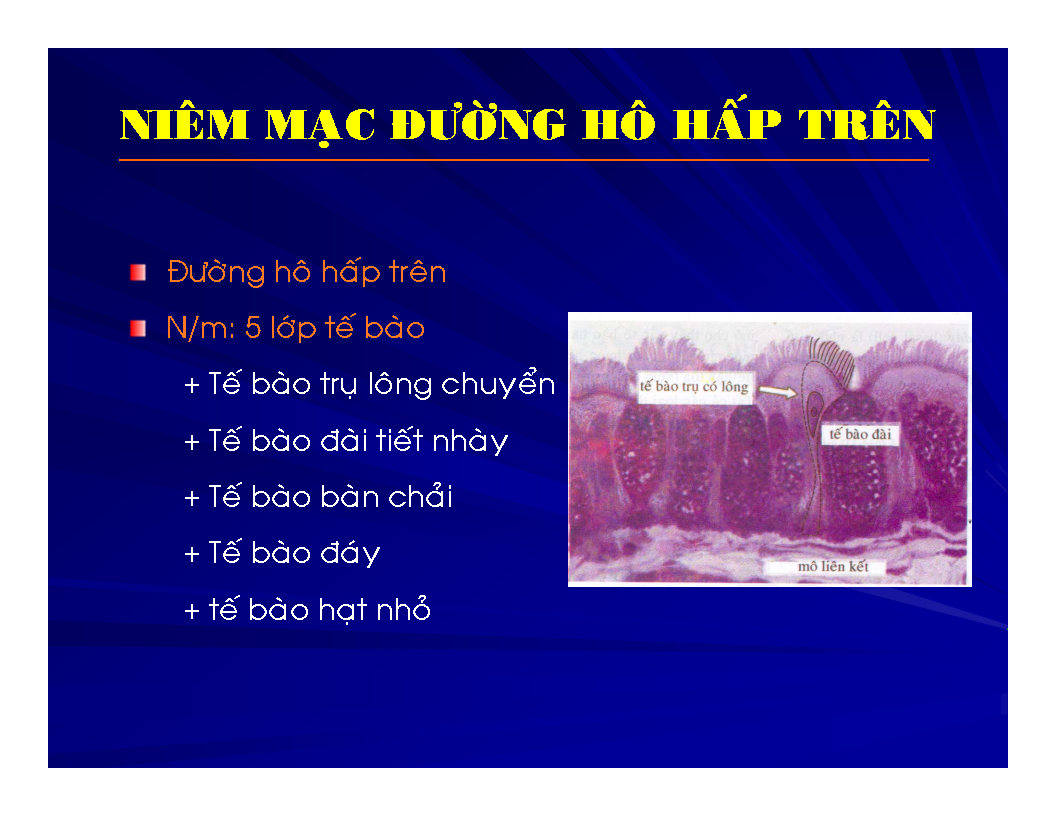 NIÊM MẠC ĐƯỜNG HÔ HẤP TRÊN
Đường hô hấp trên
N/m: 5 lớp tế bào
+ Tế bào trụ lông chuyển
+ Tế bào đài tiết nhày
+ Tế bào bàn chải
+ Tế bào đáy
+ tế bào hạt nhỏ
tế bào trụ có lông
tế bào đài
mô liên kết